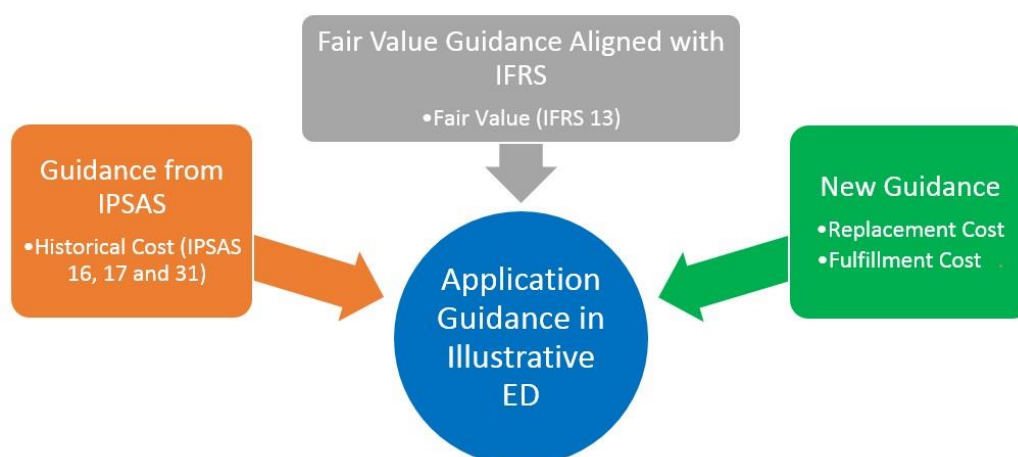 Fair Value Guidance Aligned with
IFRS
•Fair Value (IFRS 13)
Guidance from
IPSAS
•Historical Cost (IPSAS
16, 17 and 31)
New Guidance
•Replacement Cost
•Fulfillment Cost
Application
Guidance in
Illustrative
ED